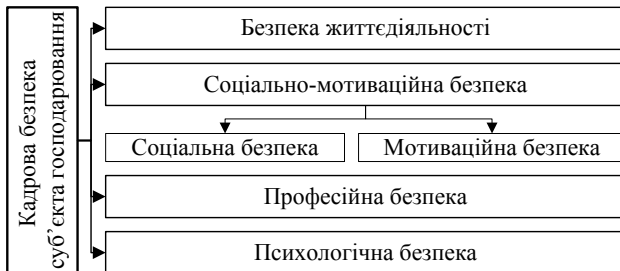 Кадрова безпека
суб’єкта господарювання
Безпека життєдіяльності
Соціально-мотиваційна безпека
Соціальна безпека
Мотиваційна безпека
Професійна безпека
Психологічна безпека